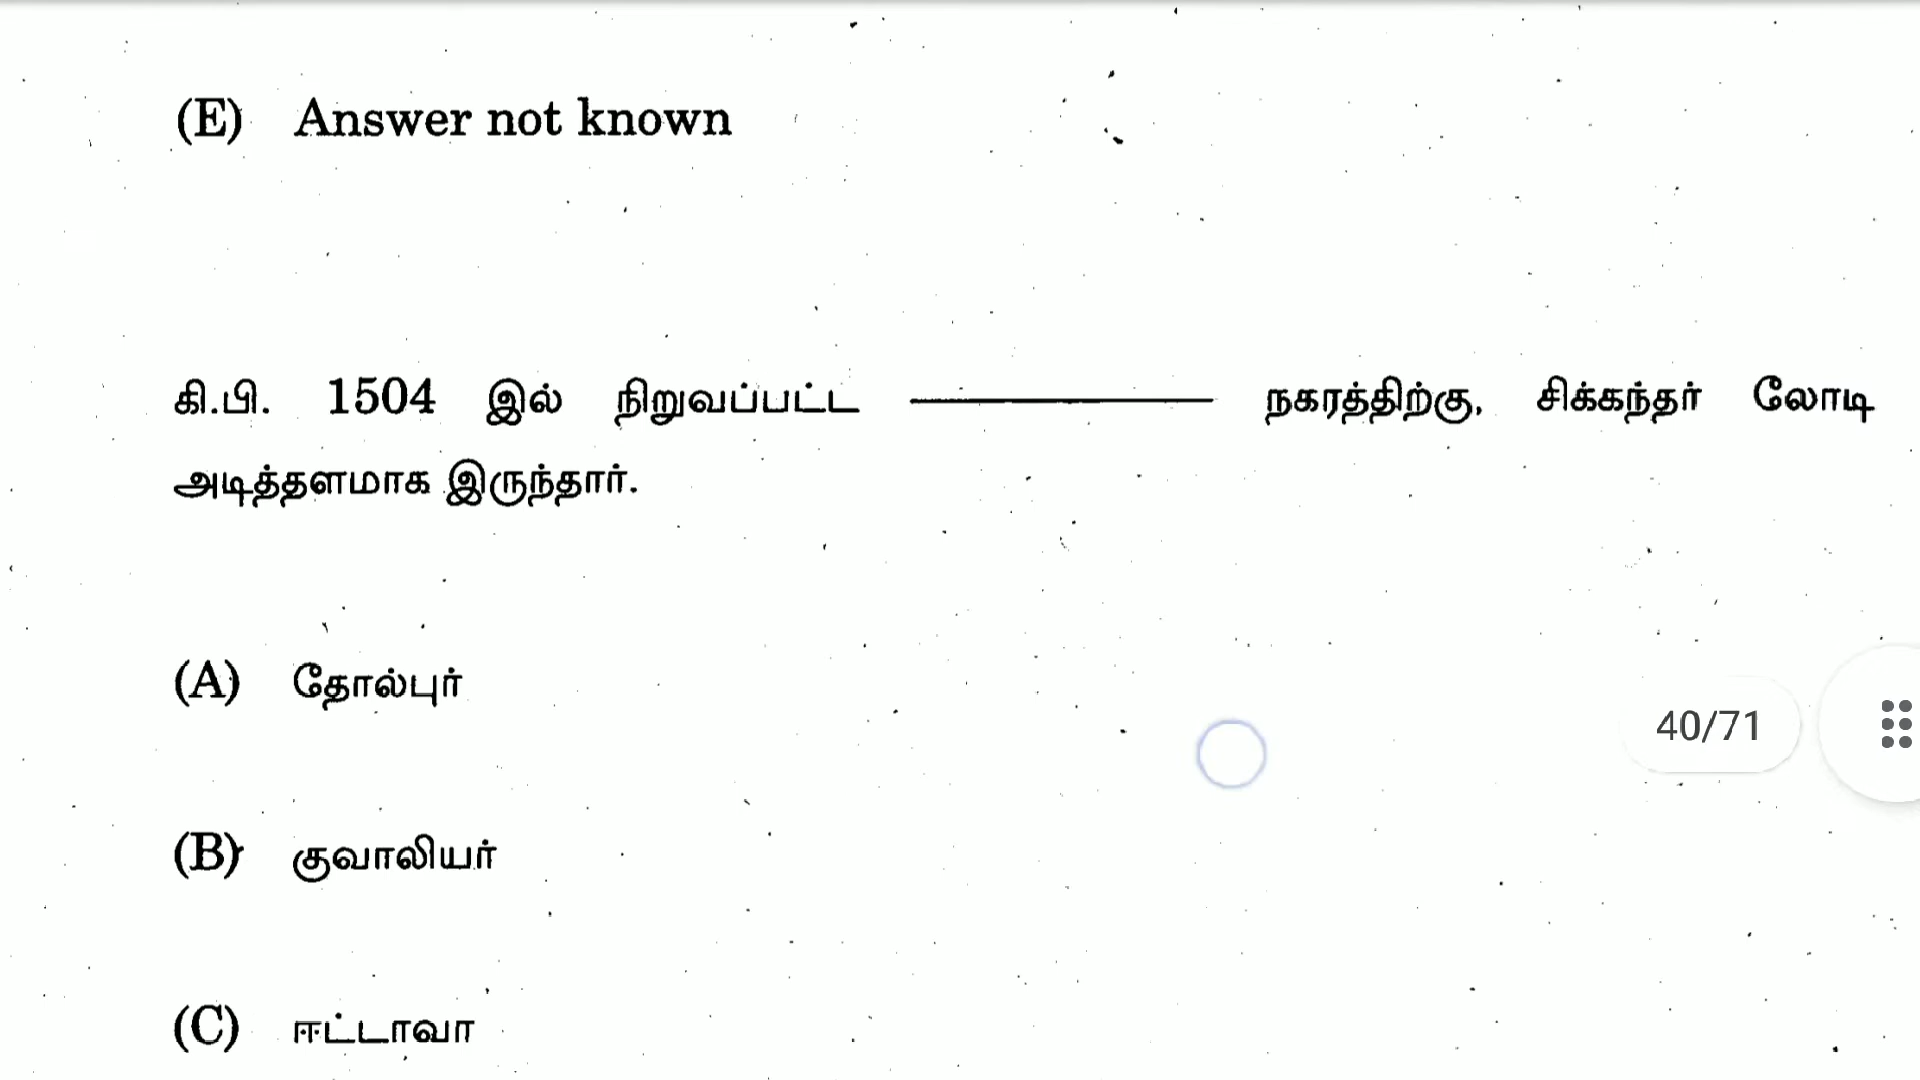 (E) Answer not known
கி.பி. 1504 இல் நிறுவப்பட்ட ———— நகரத்திற்கு, சிக்கந்தர் லோடி
அடித்தளமாக இருந்தார்.
(A) தோல்புர்
40/71
(B) குவாலியர்
(C) ஈட்டாவா